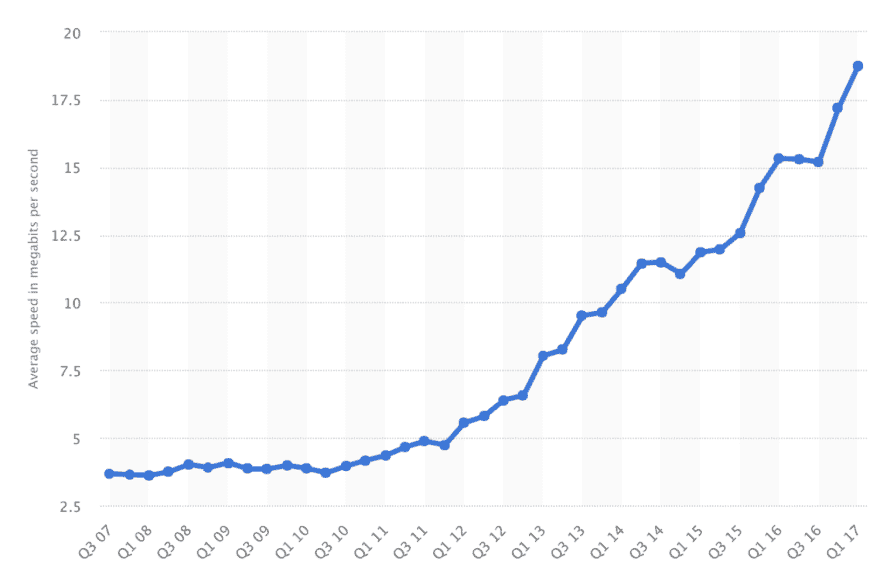 20
17.5
15
12.5
10
7.5
5
2.5
Average speed in megabits per second
Q3 07
Q1 08
Q3 08
Q1 09
Q3 09
Q1 10
Q3 10
Q1 11
Q3 11
Q1 12
Q3 12
Q1 13
Q3 13
Q1 14
Q3 14
Q1 15
Q3 15
Q1 16
Q3 16
Q1 17